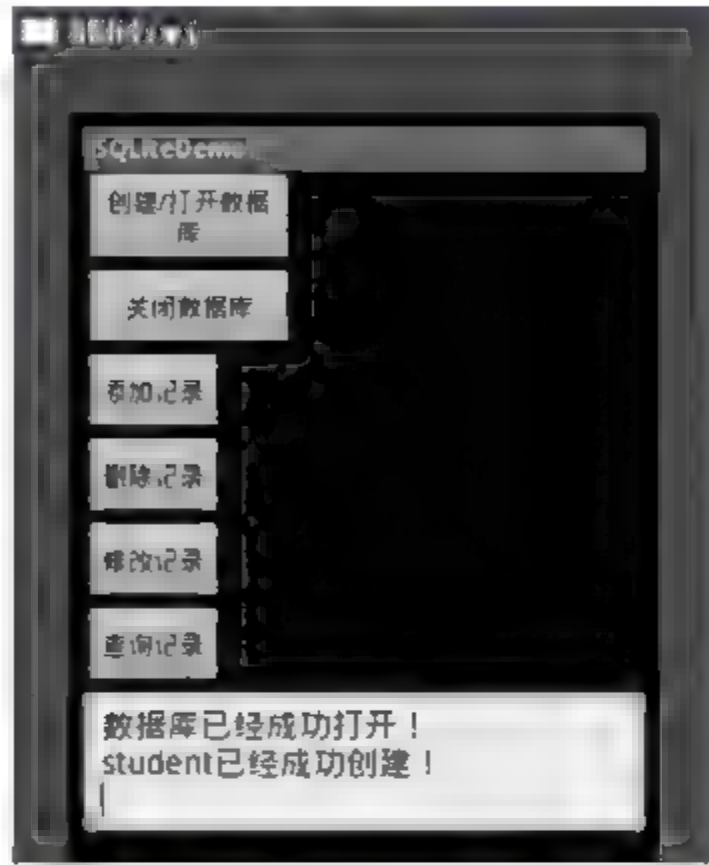 SQLiteDemo
创建/打开数据
库
关闭数据库
添加记录
删除记录
修改记录
查询记录
数据库已经成功打开！
student已经成功创建！